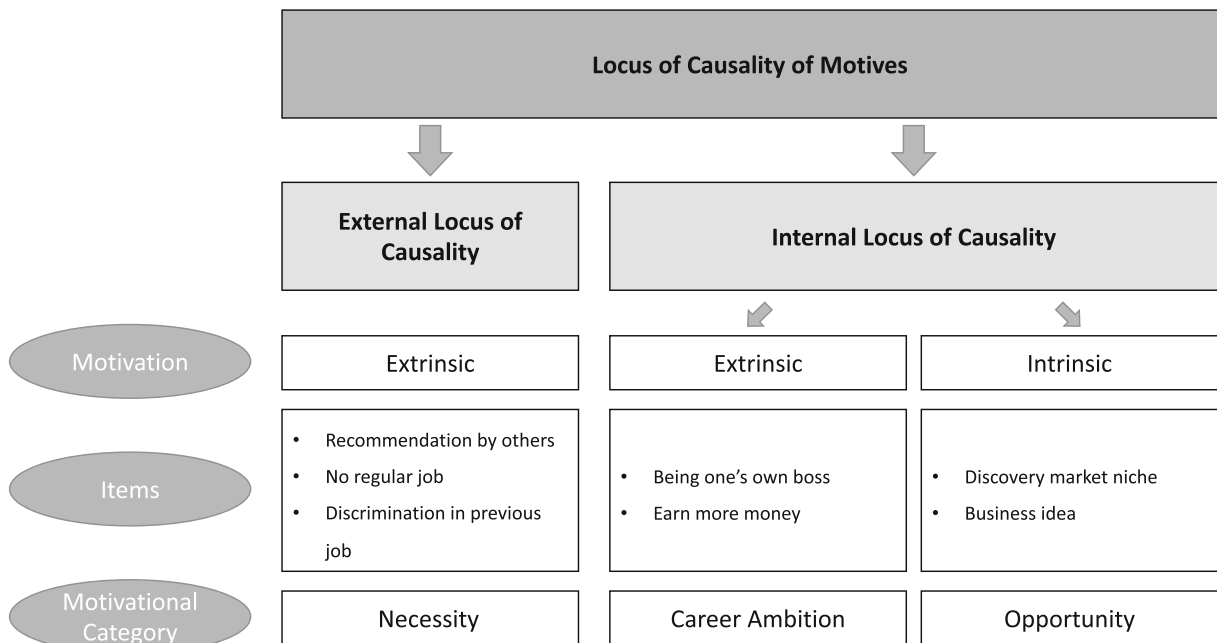 Locus of Causality of Motives
External Locus of
Causality
Internal Locus of Causality
Motivation
Extrinsic
Extrinsic
Intrinsic
Items
• Recommendation by others
• No regular job
• Discrimination in previous
job
• Being one’s own boss
• Earn more money
• Discovery market niche
• Business idea
Motivational
Category
Necessity
Career Ambition
Opportunity